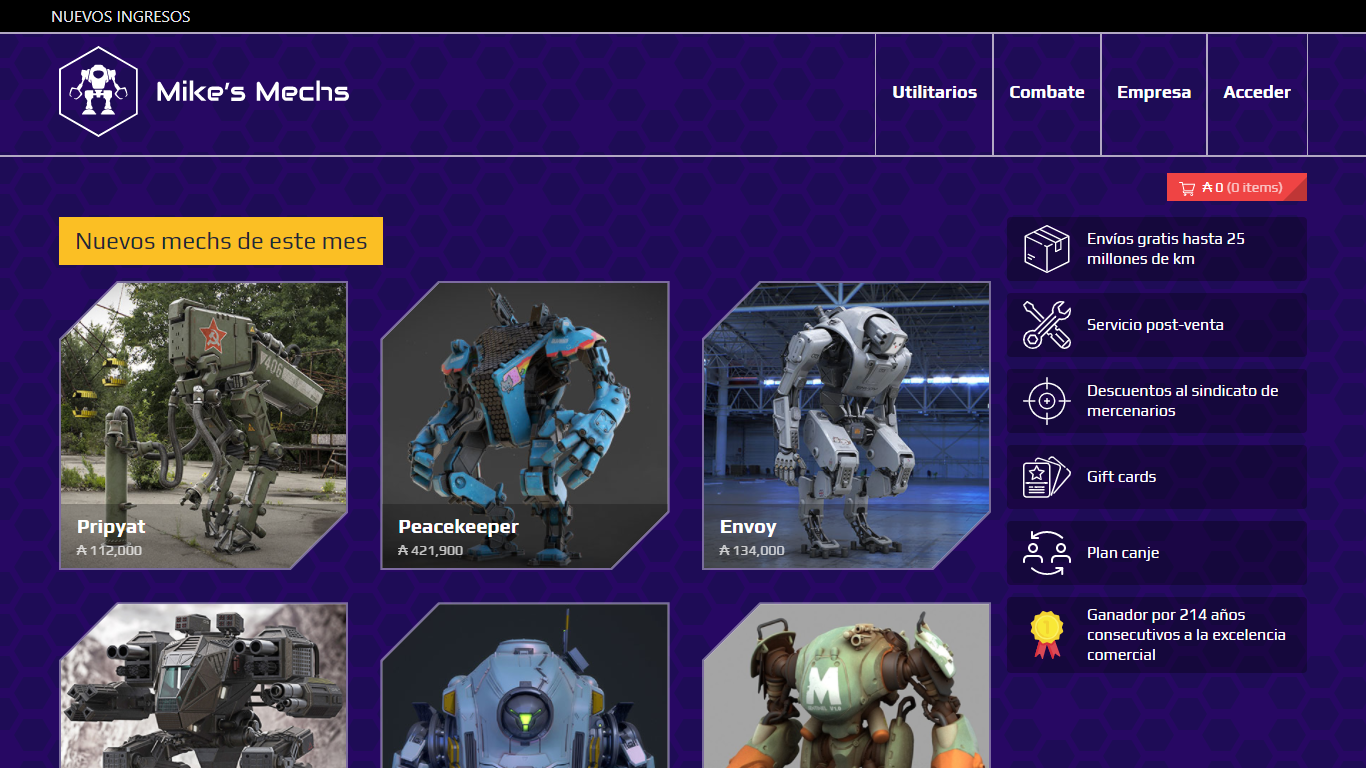 NUEVOS INGRESOS
Mike's Mechs
Utilitarios
Combate
Empresa
Acceder
₳ 0 (0 items)
Nuevos mechs de este mes
406
Pripyat
₳ 112,000
Peacekeeper
₳ 421,900
Envoy
₳ 134,000
M
Envíos gratis hasta 25
millones de km
Servicio post-venta
Descuentos al sindicato de
mercenarios
Gift cards
Plan canje
1
Ganador por 214 años
consecutivos a la excelencia
comercial